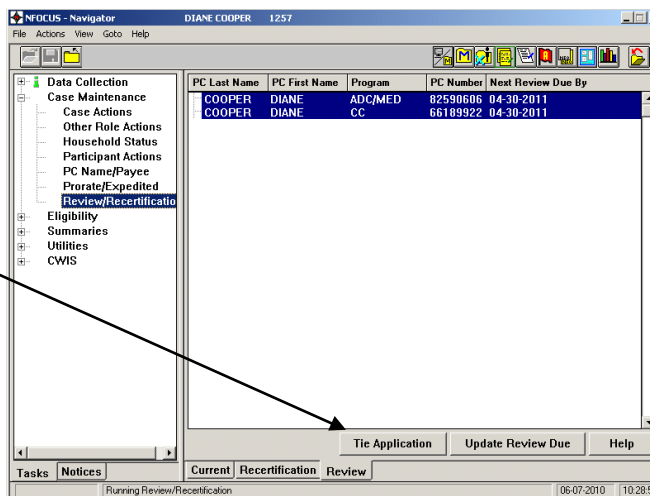 NFOCUS - Navigator DIANE COOPER 1257
File Actions View Goto Help
Data Collection
Case Maintenance
Case Actions
Other Role Actions
Household Status
Participant Actions
PC Name/Payee
Prorate/Expedited
Review/Recertificatio
Eligibility
Summaries
Utilities
CWIS
PC Last Name PC First Name Program PC Number Next Review Due By
COOPER DIANE ADC/MED 82590606 04-30-2011
COOPER DIANE CC 66189922 04-30-2011
Tie Application Update Review Due Help
Tasks Notices Current Recertification Review
Running Review/Recertification 06-07-2010 10:28:5